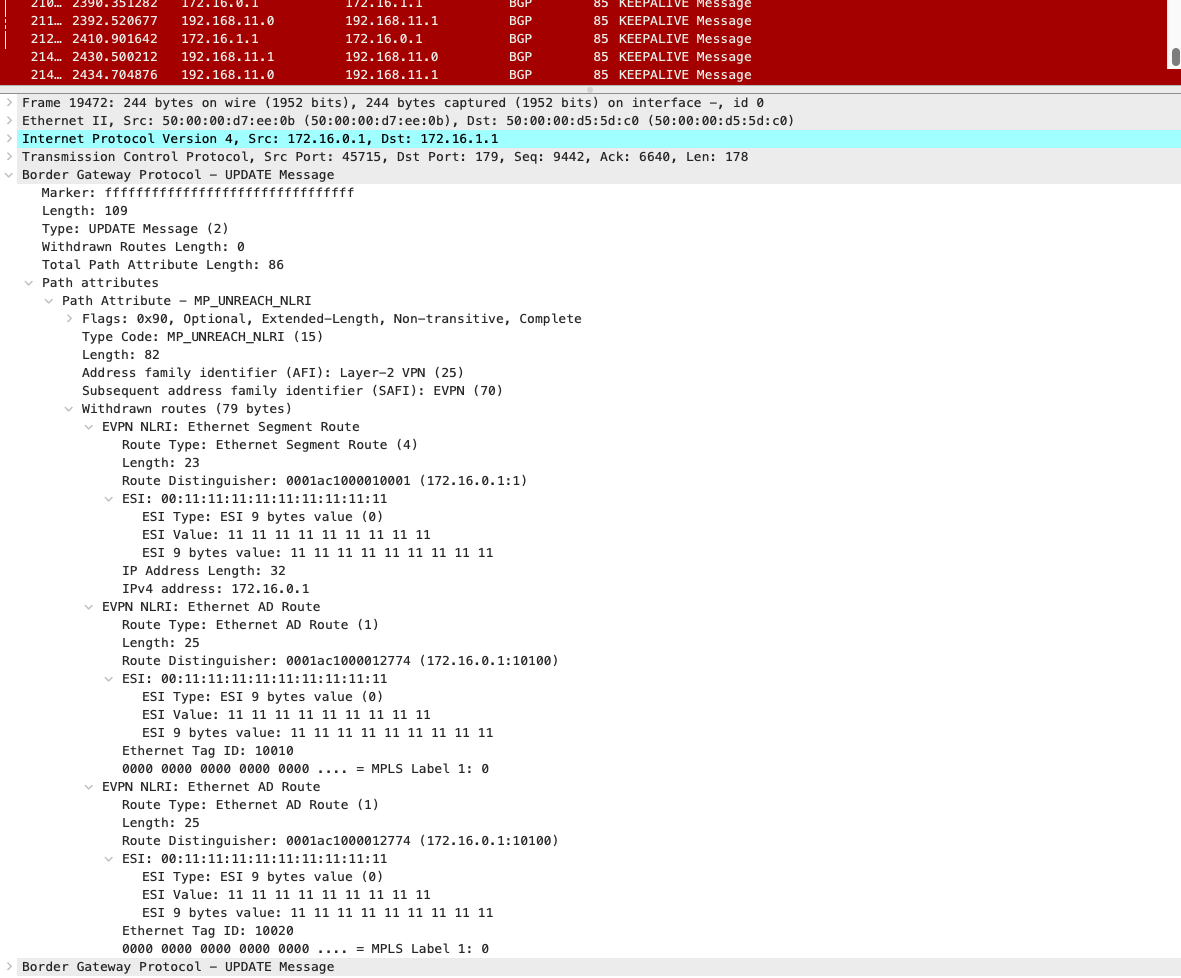 210… 2390.351282 172.16.0.1 172.16.1.1 BGP 85 KEEPALIVE Message
211… 2392.520677 192.168.11.0 192.168.11.1 BGP 85 KEEPALIVE Message
212… 2410.901642 172.16.1.1 172.16.0.1 BGP 85 KEEPALIVE Message
214… 2430.500212 192.168.11.1 192.168.11.0 BGP 85 KEEPALIVE Message
214… 2434.704876 192.168.11.0 192.168.11.1 BGP 85 KEEPALIVE Message
Frame 19472: 244 bytes on wire (1952 bits), 244 bytes captured (1952 bits) on interface -, id 0
Ethernet II, Src: 50:00:00:d7:ee:0b (50:00:00:d7:ee:0b), Dst: 50:00:00:d5:5d:c0 (50:00:00:d5:5d:c0)
Internet Protocol Version 4, Src: 172.16.0.1, Dst: 172.16.1.1
Transmission Control Protocol, Src Port: 45715, Dst Port: 179, Seq: 9442, Ack: 6640, Len: 178
Border Gateway Protocol - UPDATE Message
Marker: ffffffffffffffffffffffffffffffff
Length: 109
Type: UPDATE Message (2)
Withdrawn Routes Length: 0
Total Path Attribute Length: 86
Path attributes
Path Attribute - MP_UNREACH_NLRI
Flags: 0x90, Optional, Extended-Length, Non-transitive, Complete
Type Code: MP_UNREACH_NLRI (15)
Length: 82
Address family identifier (AFI): Layer-2 VPN (25)
Subsequent address family identifier (SAFI): EVPN (70)
Withdrawn routes (79 bytes)
EVPN NLRI: Ethernet Segment Route
Route Type: Ethernet Segment Route (4)
Length: 23
Route Distinguisher: 0001ac1000010001 (172.16.0.1:1)
ESI: 00:11:11:11:11:11:11:11:11:11
ESI Type: ESI 9 bytes value (0)
ESI Value: 11 11 11 11 11 11 11 11 11
ESI 9 bytes value: 11 11 11 11 11 11 11 11 11
IP Address Length: 32
IPv4 address: 172.16.0.1
EVPN NLRI: Ethernet AD Route
Route Type: Ethernet AD Route (1)
Length: 25
Route Distinguisher: 0001ac1000012774 (172.16.0.1:10100)
ESI: 00:11:11:11:11:11:11:11:11:11
ESI Type: ESI 9 bytes value (0)
ESI Value: 11 11 11 11 11 11 11 11 11
ESI 9 bytes value: 11 11 11 11 11 11 11 11 11
Ethernet Tag ID: 10010
0000 0000 0000 0000 0000 .... = MPLS Label 1: 0
EVPN NLRI: Ethernet AD Route
Route Type: Ethernet AD Route (1)
Length: 25
Route Distinguisher: 0001ac1000012774 (172.16.0.1:10100)
ESI: 00:11:11:11:11:11:11:11:11:11
ESI Type: ESI 9 bytes value (0)
ESI Value: 11 11 11 11 11 11 11 11 11
ESI 9 bytes value: 11 11 11 11 11 11 11 11 11
Ethernet Tag ID: 10020
0000 0000 0000 0000 0000 .... = MPLS Label 1: 0
Border Gateway Protocol - UPDATE Message